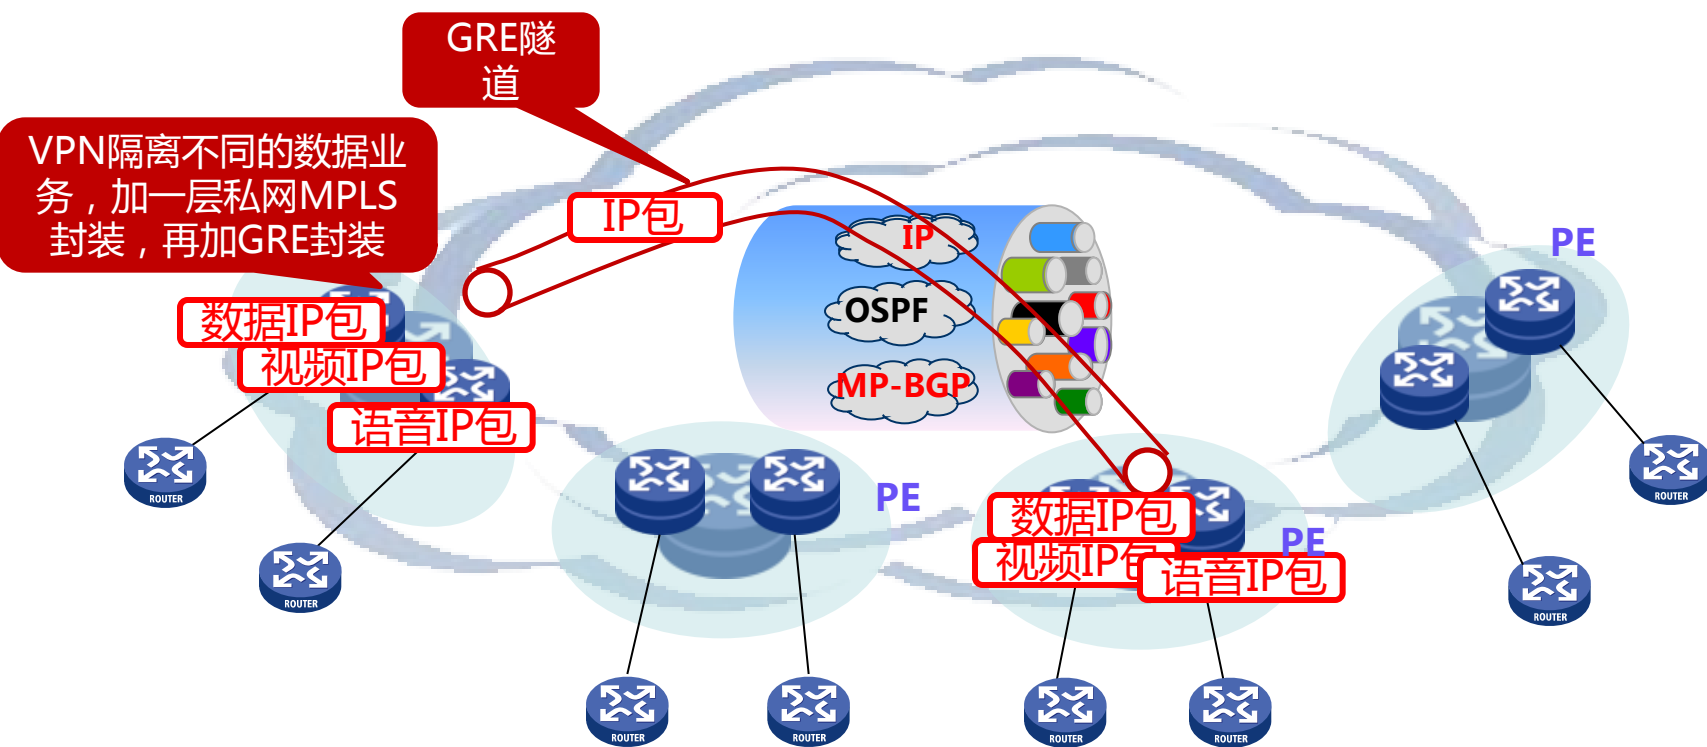 GRE隧
道
VPN隔离不同的数据业
务，加一层私网MPLS
封装，再加GRE封装
IP包
IP
OSPF
MP-BGP
PE
数据IP包
视频IP包
语音IP包
PE
数据IP包
视频IP包
PE
语音IP包
ROUTER
ROUTER
ROUTER
ROUTER
ROUTER
ROUTER
ROUTER
ROUTER